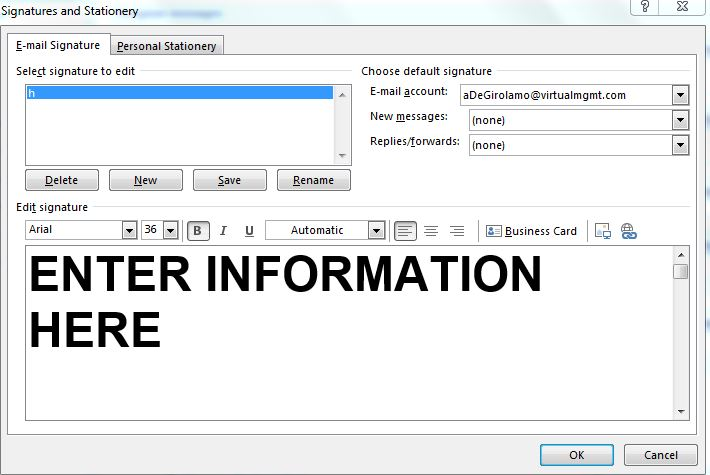 Signatures and Stationery
E-mail Signature
Personal Stationery
Select signature to edit
Choose default signature
h
E-mail account:
aDeGirolamo@virtualmgmt.com
New messages:
(none)
Replies/forwards:
(none)
Delete
New
Save
Rename
Edit signature
Arial
36
B
I
U
Automatic
Business Card
ENTER INFORMATION
HERE
OK
Cancel